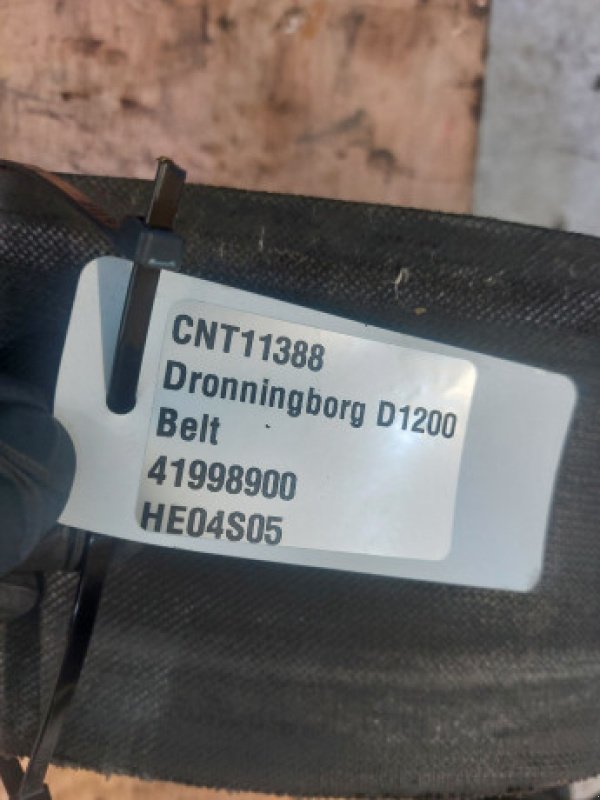 CNT11388
Dronningborg D1200
Belt
41998900
HE04S05